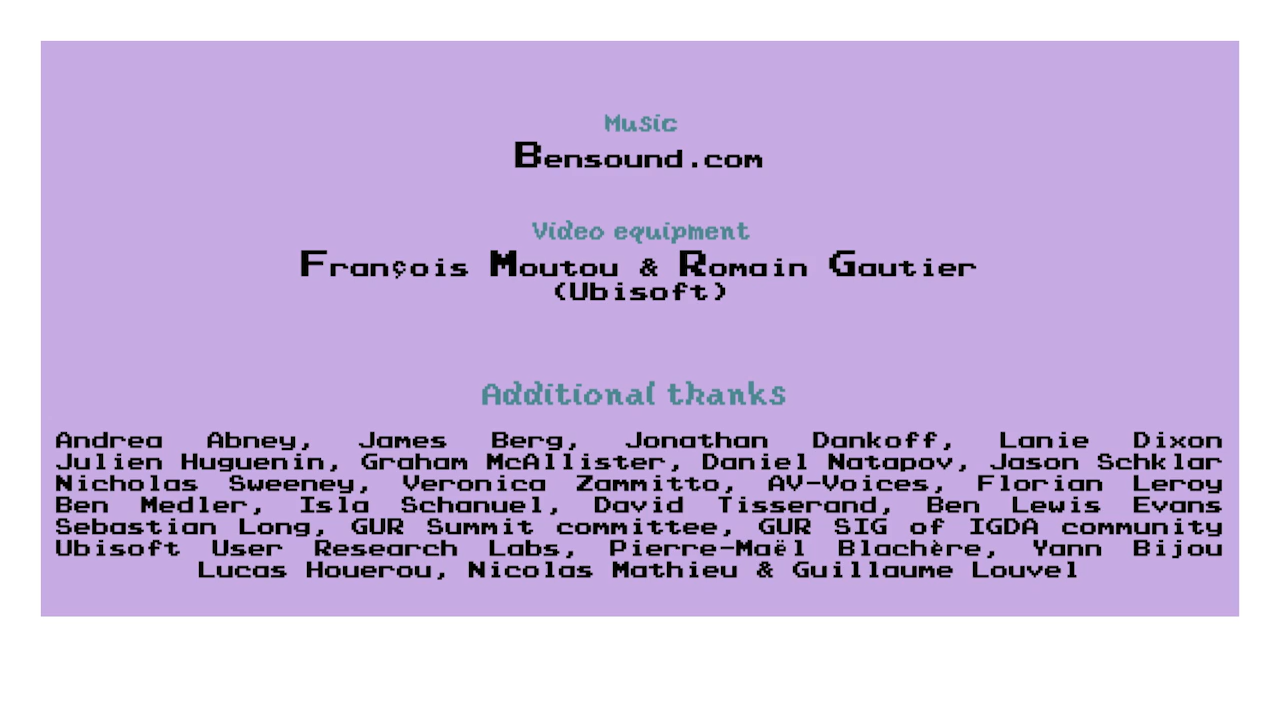 Music
Bensound.com
Video equipment
François Moutou & Romain Gautier
(Ubisoft)
Additional thanks
Andrea Abney, James Berg, Jonathan Dankoff, Lanie Dixon
Julien Huguenin, Graham McAllister, Daniel Natapov, Jason Schklar
Nicholas Sweeney, Veronica Zammitto, AV-Voices, Florian Leroy
Ben Medler, Isla Schanuel, David Tisserand, Ben Lewis Evans
Sebastian Long, GUR Summit committee, GUR SIG of IGDA community
Ubisoft User Research Labs, Pierre-Maël Blachère, Yann Bijou
Lucas Houerou, Nicolas Mathieu & Guillaume Louvel